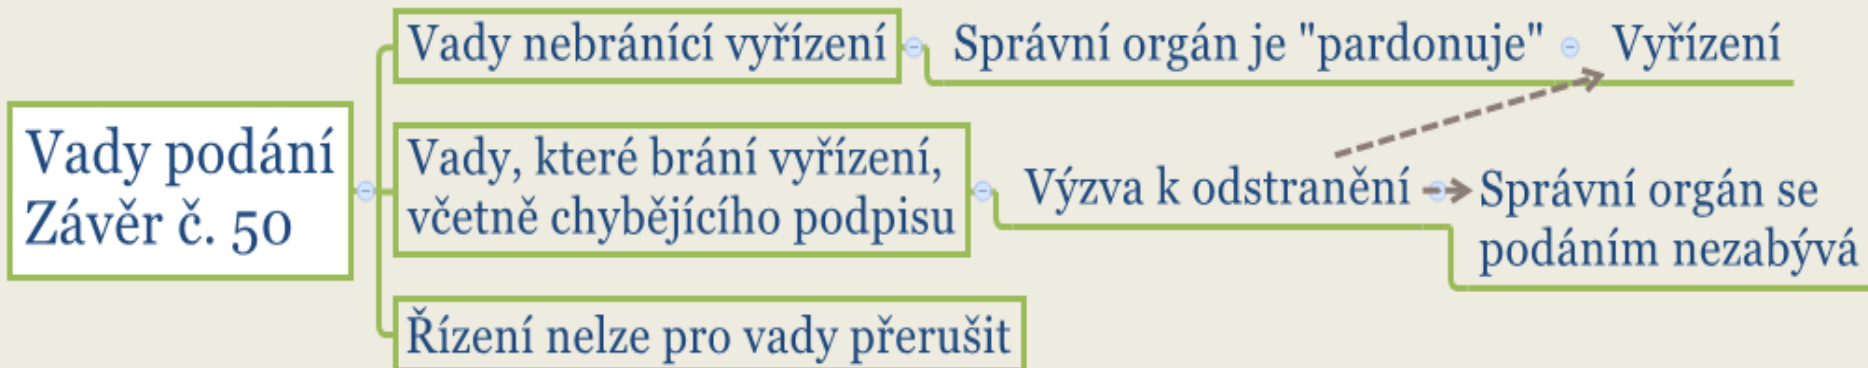 Vady podání
Závěr č. 50
Vady nebránící vyřízení
Správní orgán je "pardonuje"
Vyřízení
Vady, které brání vyřízení,
včetně chybějícího podpisu
Výzva k odstranění
Správní orgán se
podáním nezabývá
Řízení nelze pro vady přerušit